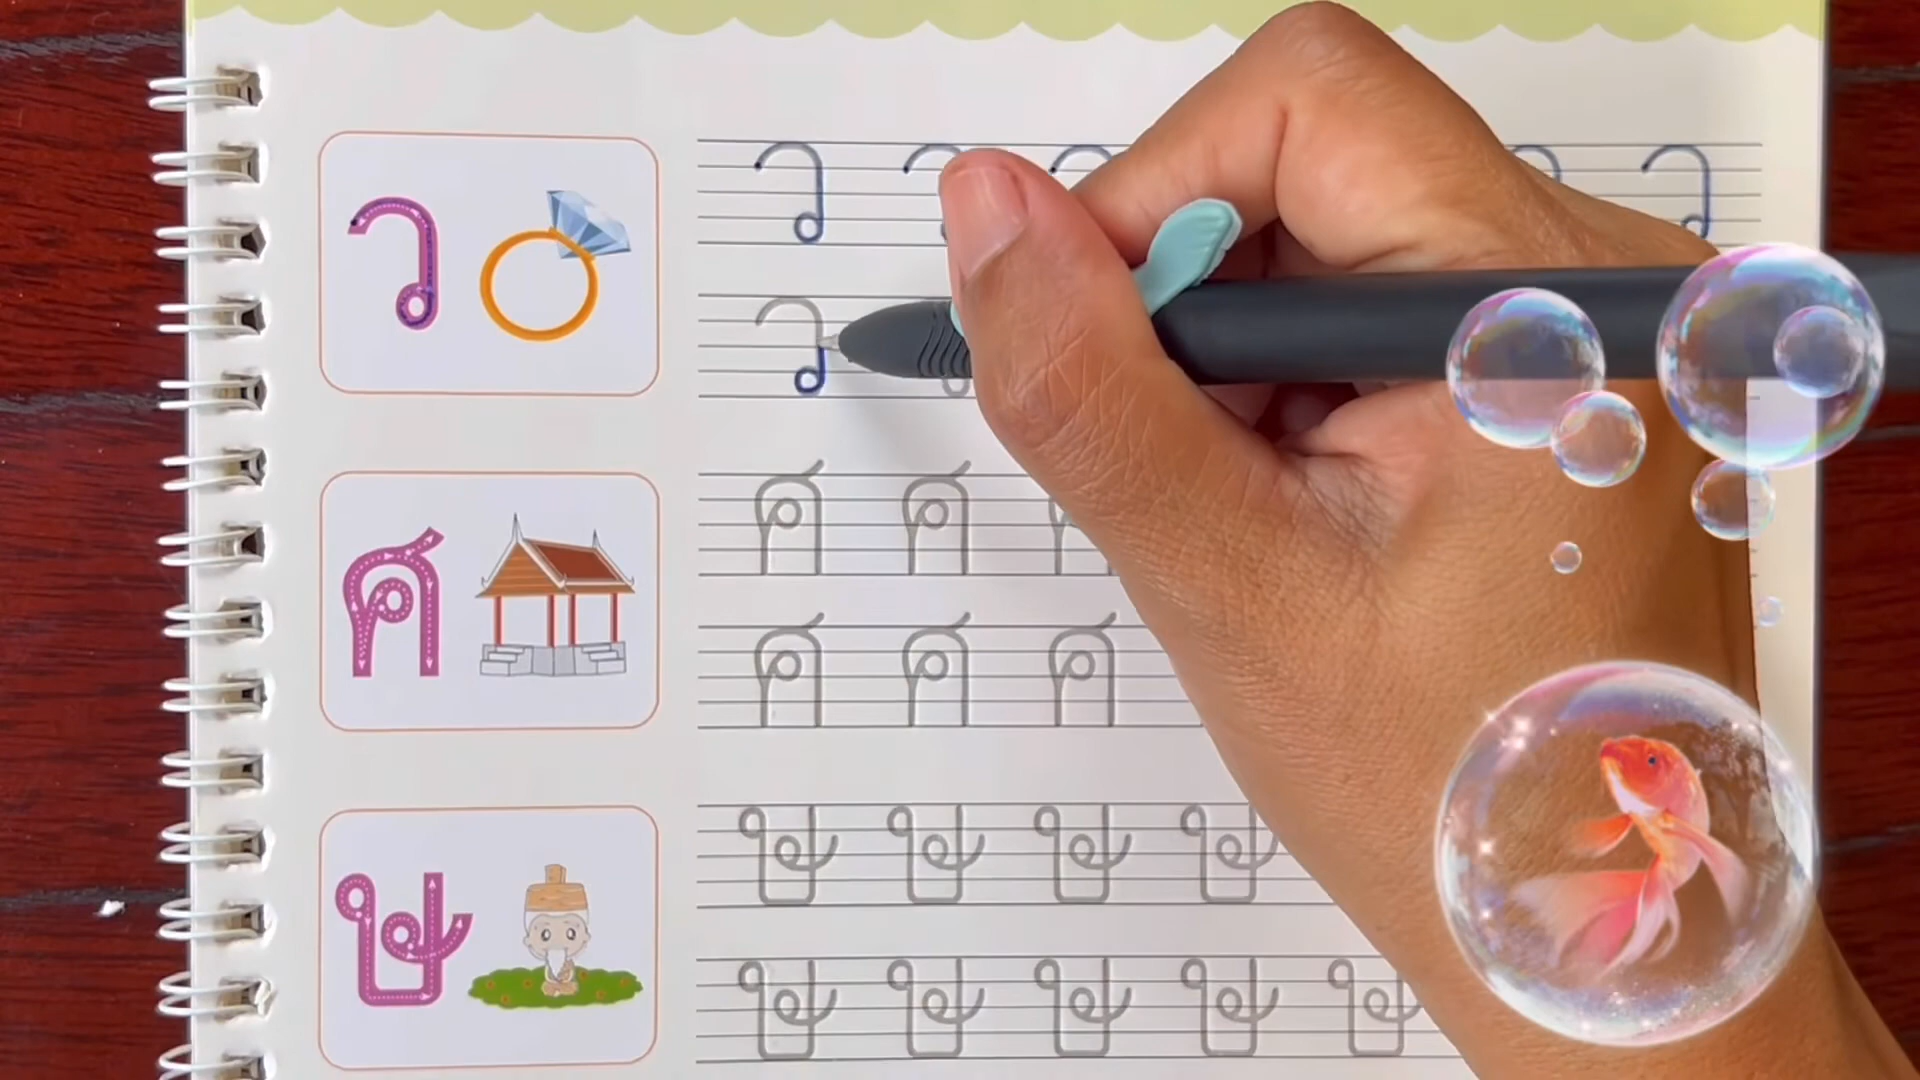 ว ว ว ว ว ว
ว ว
ศ ศ ศ ศ
ศ ศ ศ
ษ ษ ษ ษ ษ
ษ ษ ษ ษ ษ